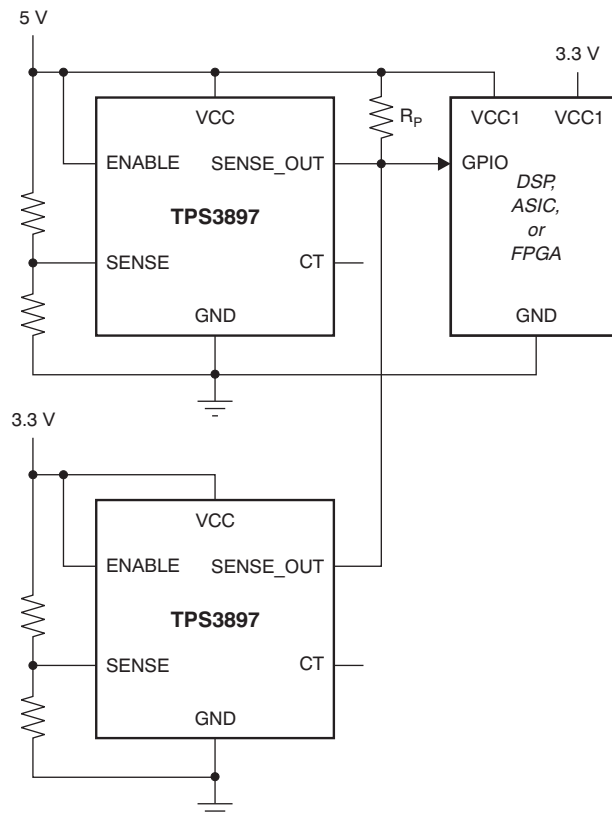 5 V
3.3 V
VCC
R_P
VCC1 VCC1
ENABLE SENSE_OUT
GPIO
DSP,
ASIC,
or
FPGA
TPS3897
SENSE CT
GND
GND
3.3 V
VCC
ENABLE SENSE_OUT
TPS3897
SENSE CT
GND